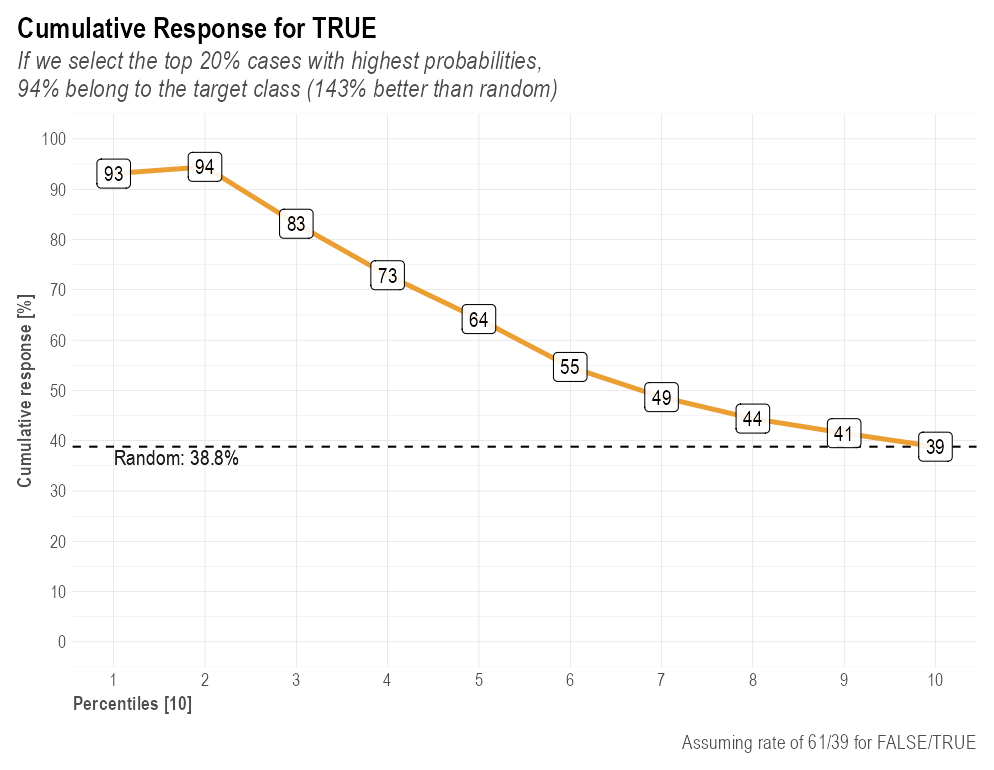 Cumulative Response for TRUE
If we select the top 20% cases with highest probabilities,
94% belong to the target class (143% better than random)
Cumulative response [%]
100
90
80
70
60
50
40
30
20
10
0
93
94
83
73
64
55
49
44
41
39
Random: 38.8%
1 2 3 4 5 6 7 8 9 10
Percentiles [10]
Assuming rate of 61/39 for FALSE/TRUE